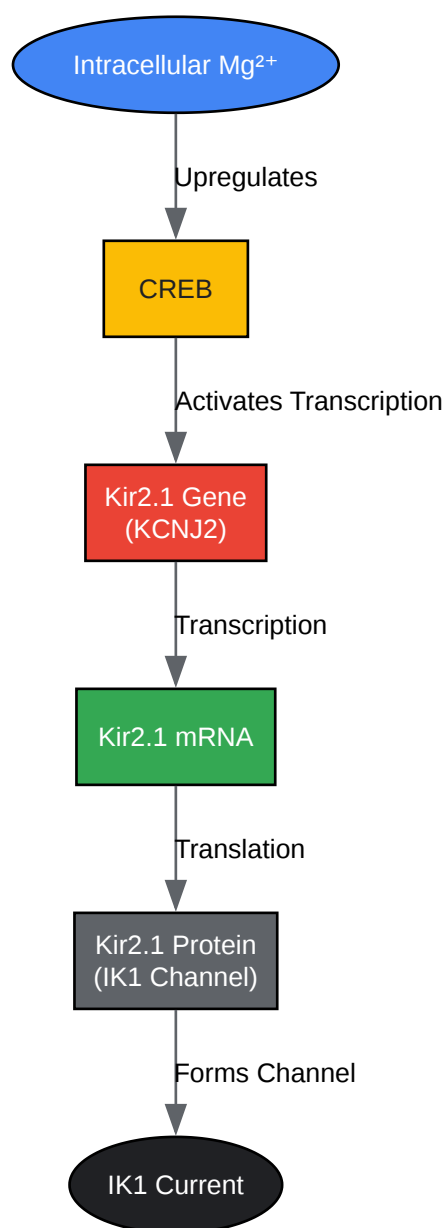 Intracellular Mg²⁺
Upregulates
CREB
Activates Transcription
Kir2.1 Gene
(KCNJ2)
Transcription
Kir2.1 mRNA
Translation
Kir2.1 Protein
(IK1 Channel)
Forms Channel
IK1 Current